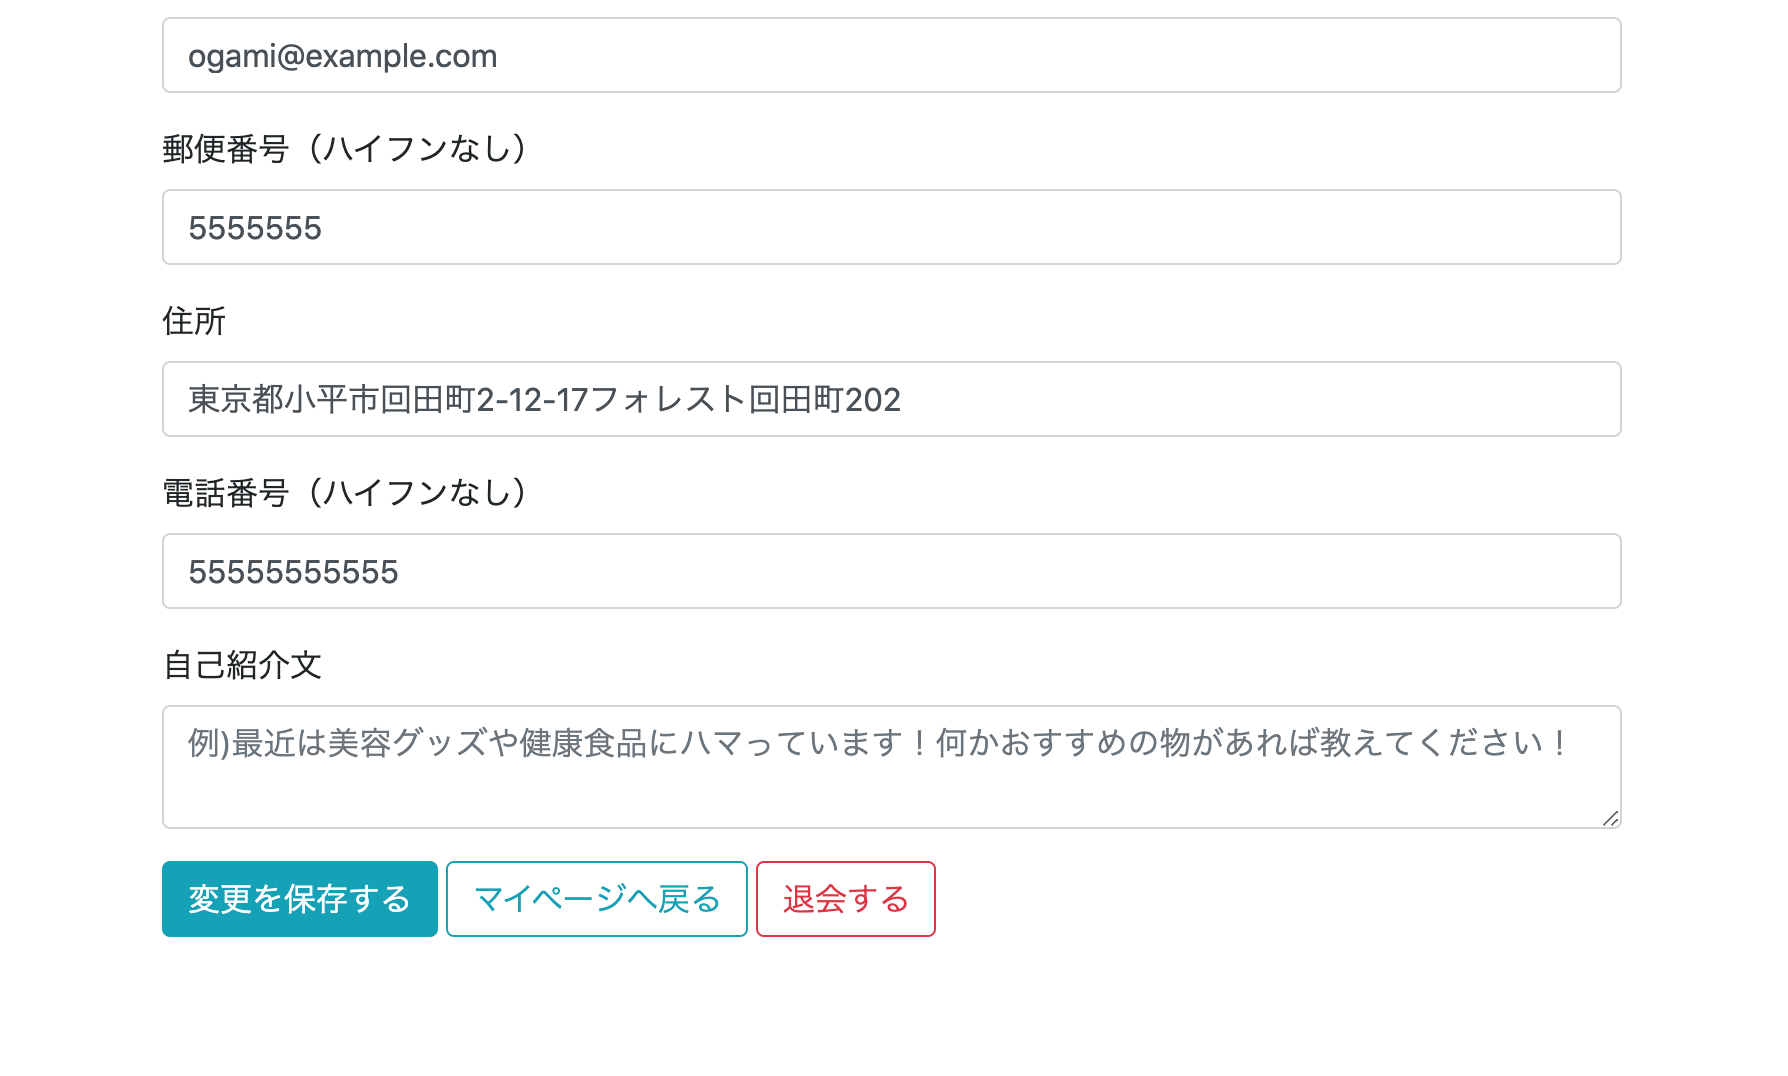 ogami@example.com
郵便番号（ハイフンなし）
5555555
住所
東京都小平市回田町2-12-17フォレスト回田町202
電話番号（ハイフンなし）
55555555555
自己紹介文
例)最近は美容グッズや健康食品にハマっています！何かおすすめの物があれば教えてください！
変更を保存する マイページへ戻る 退会する